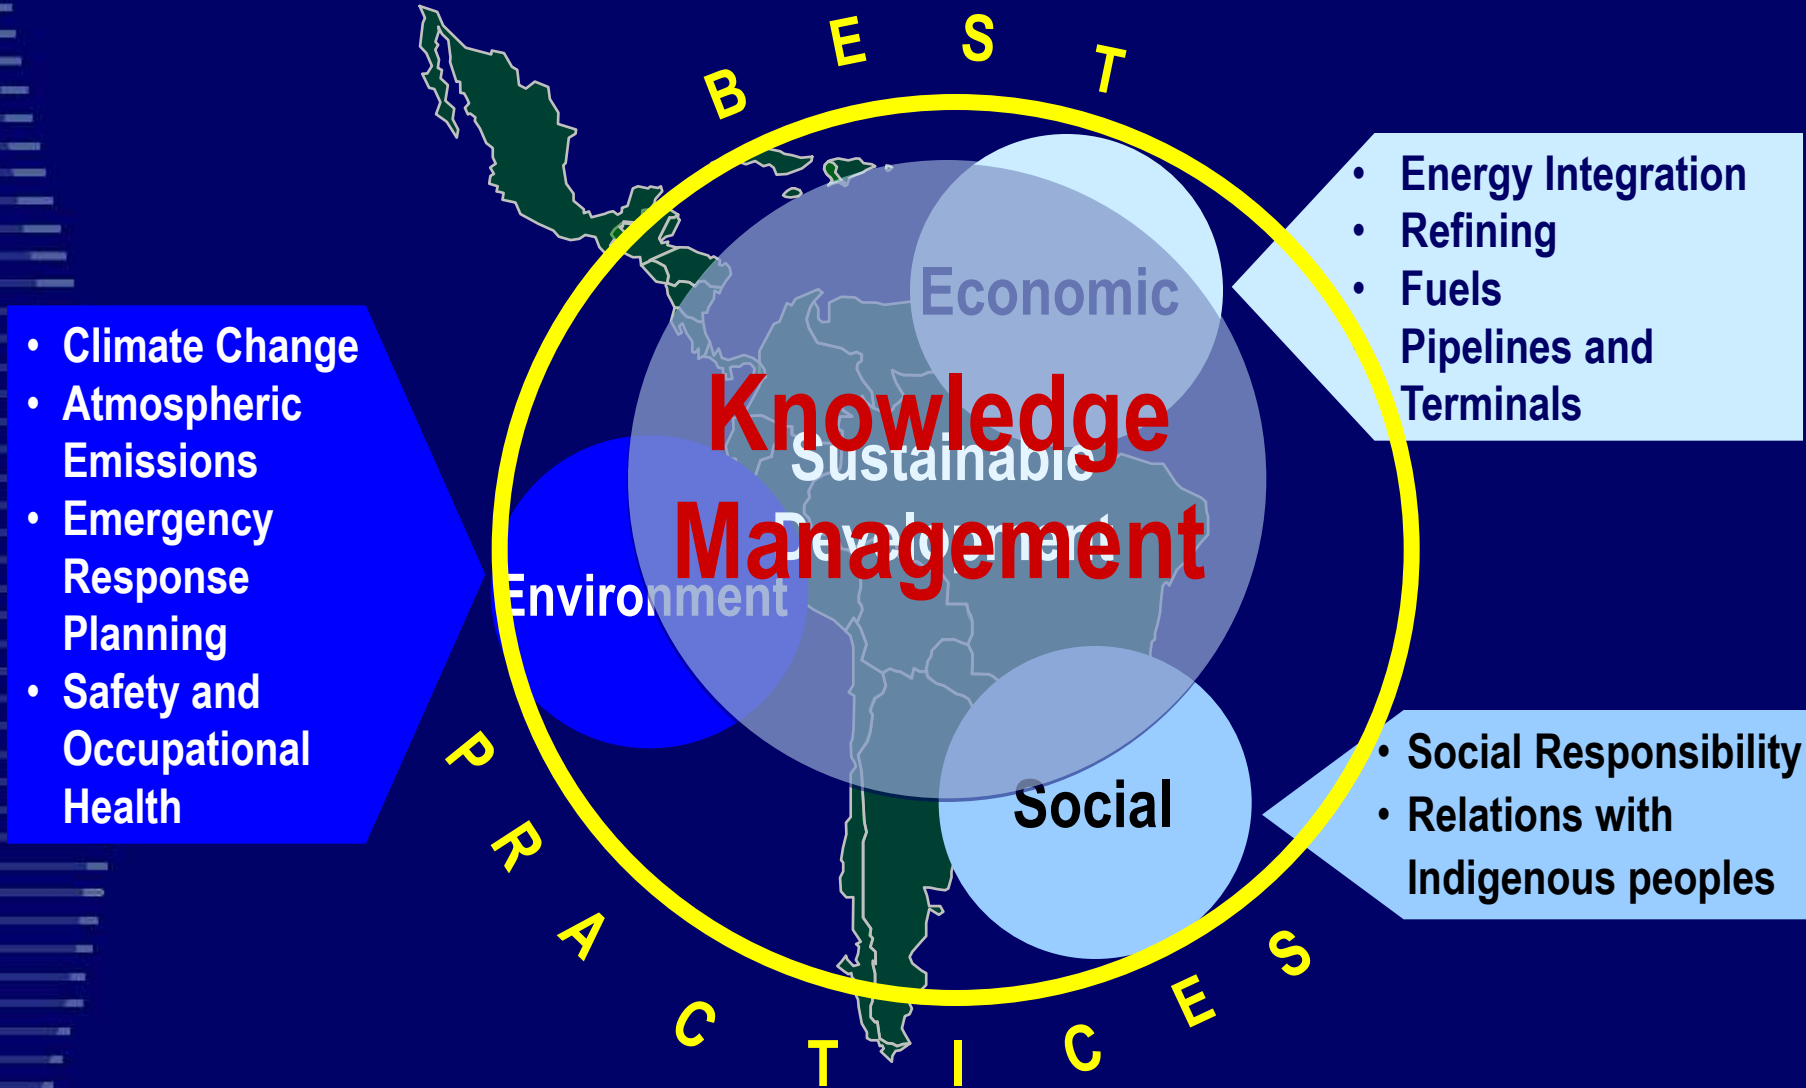 BEST
Economic
• Energy Integration
• Refining
• Fuels
Pipelines and
Terminals
• Climate Change
• Atmospheric
Emissions
• Emergency
Response
Planning
• Safety and
Occupational
Health
Knowledge
Management
Sustainable
Development
Environment
Social
• Social Responsibility
• Relations with
Indigenous peoples
PRACTICES